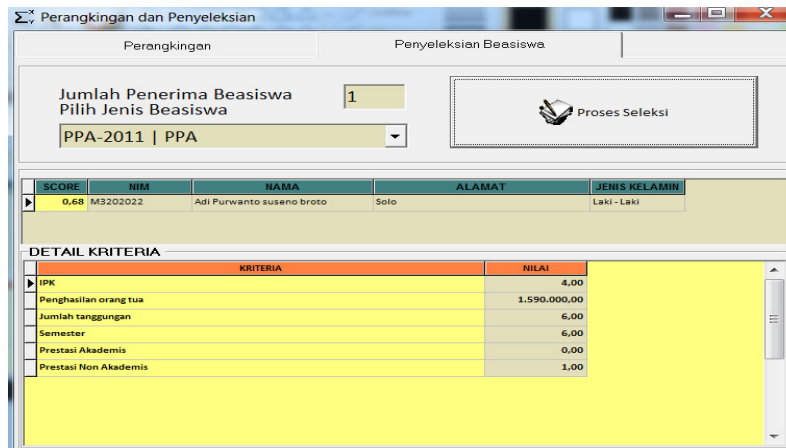 Perangkingan dan Penyeleksian
Perangkingan Penyeleksian Beasiswa
Jumlah Penerima Beasiswa 1
Pilih Jenis Beasiswa
PPA-2011 | PPA
Proses Seleksi
SCORE NIM NAMA ALAMAT JENIS KELAMIN
0,68 M3202022 Adi Purwanto suseno broto Solo Laki - Laki
DETAIL KRITERIA
KRITERIA NILAI
IPK 4,00
Penghasilan orang tua 1.590.000,00
Jumlah tanggungan 6,00
Semester 6,00
Prestasi Akademis 0,00
Prestasi Non Akademis 1,00